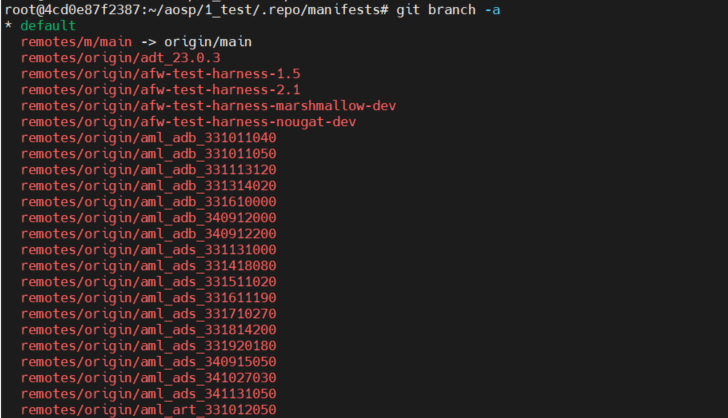 root@4cd0e87f2387:~/aosp/1_test/.repo/manifests# git branch -a
* default
  remotes/m/main -> origin/main
  remotes/origin/adt_23.0.3
  remotes/origin/afw-test-harness-1.5
  remotes/origin/afw-test-harness-2.1
  remotes/origin/afw-test-harness-marshmallow-dev
  remotes/origin/afw-test-harness-nougat-dev
  remotes/origin/aml_adb_331011040
  remotes/origin/aml_adb_331011050
  remotes/origin/aml_adb_331113120
  remotes/origin/aml_adb_331314020
  remotes/origin/aml_adb_331610000
  remotes/origin/aml_adb_340912000
  remotes/origin/aml_adb_340912200
  remotes/origin/aml_ads_331131000
  remotes/origin/aml_ads_331418080
  remotes/origin/aml_ads_331511020
  remotes/origin/aml_ads_331611190
  remotes/origin/aml_ads_331710270
  remotes/origin/aml_ads_331814200
  remotes/origin/aml_ads_331920180
  remotes/origin/aml_ads_340915050
  remotes/origin/aml_ads_341027030
  remotes/origin/aml_ads_341131050
  remotes/origin/aml_art_331012050